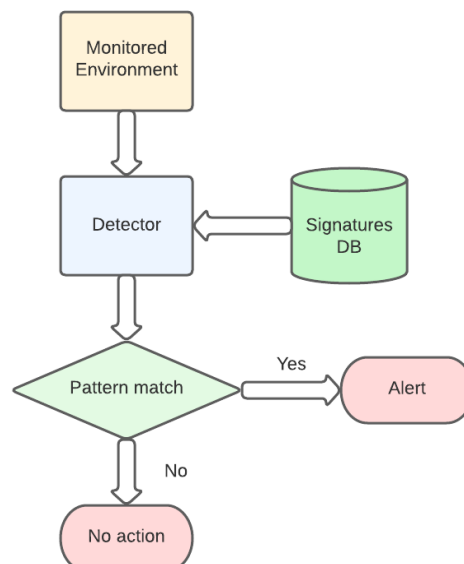 Monitored
Environment
Detector
Signatures
DB
Pattern match
Yes
Alert
No
No action